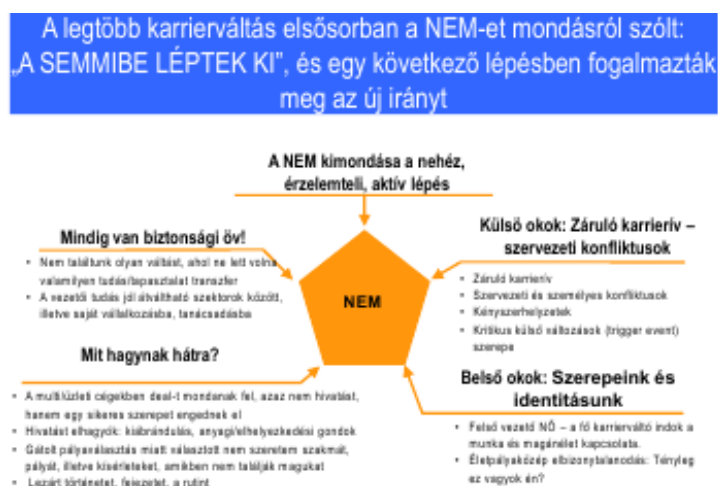 A legtöbb karrierváltás elsősorban a NEM-et mondásról szólt:
„A SEMMIBE LÉPTEK KI”, és egy következő lépésben fogalmazták
meg az új irányt
A NEM kimondása a nehéz,
érzelemteli, aktív lépés
Mindig van biztonsági öv!
• Nem találtunk olyan váltást, ahol ne lett volna
valamilyen tudás/tapasztalat transzfer
• A vezetői tudás jól átváltható szektorok között,
illetve saját vállalkozásba, tanácsadásba
Külső okok: Záruló karrierív –
szervezeti konfliktusok
• Záruló karrierív
• Szervezeti és személyes konfliktusok
• Kényszerhelyzetek
• Kritikus külső változások (trigger event)
szerepe
NEM
Mit hagynak hátra?
• A multi/üzleti cégekben deal-t mondanak fel, azaz nem hivatást,
hanem egy sikeres szerepet engednek el
• Hivatást elhagyók: kiábrándulás, anyagi/elhelyezkedési gondok
• Gátolt pályaválasztás miatt választott nem szeretem szakmát,
pályát, illetve kísérleteket, amikben nem találják magukat
• Lezárt történetet, fejezetet, a rutint
Belső okok: Szerepeink és
identitásunk
• Felső vezető NŐ – a fő karrierváltó indok a
munka és magánélet kapcsolata.
• Életpályaközép elbizonytalanodás: Tényleg
ez vagyok én?